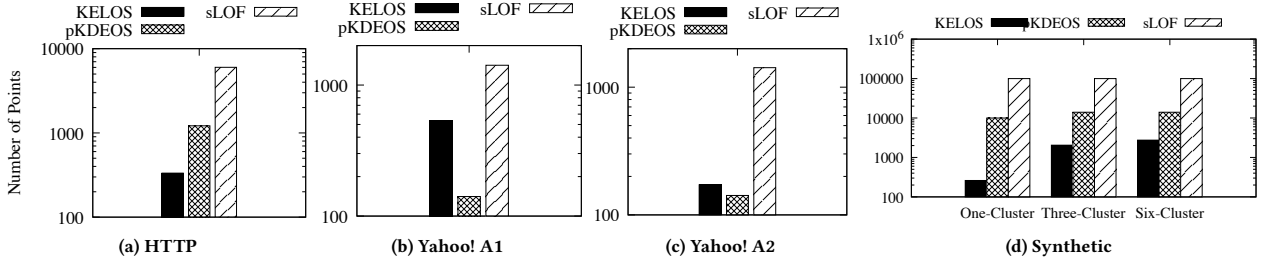 KELOS sLOF
pKDEOS
Number of Points
10000
1000
100
(a) HTTP
KELOS sLOF
pKDEOS
1000
100
(b) Yahoo! A1
KELOS sLOF
pKDEOS
1000
100
(c) Yahoo! A2
KELOS pKDEOS sLOF
1x10^6
100000
10000
1000
100
One-Cluster Three-Cluster Six-Cluster
(d) Synthetic